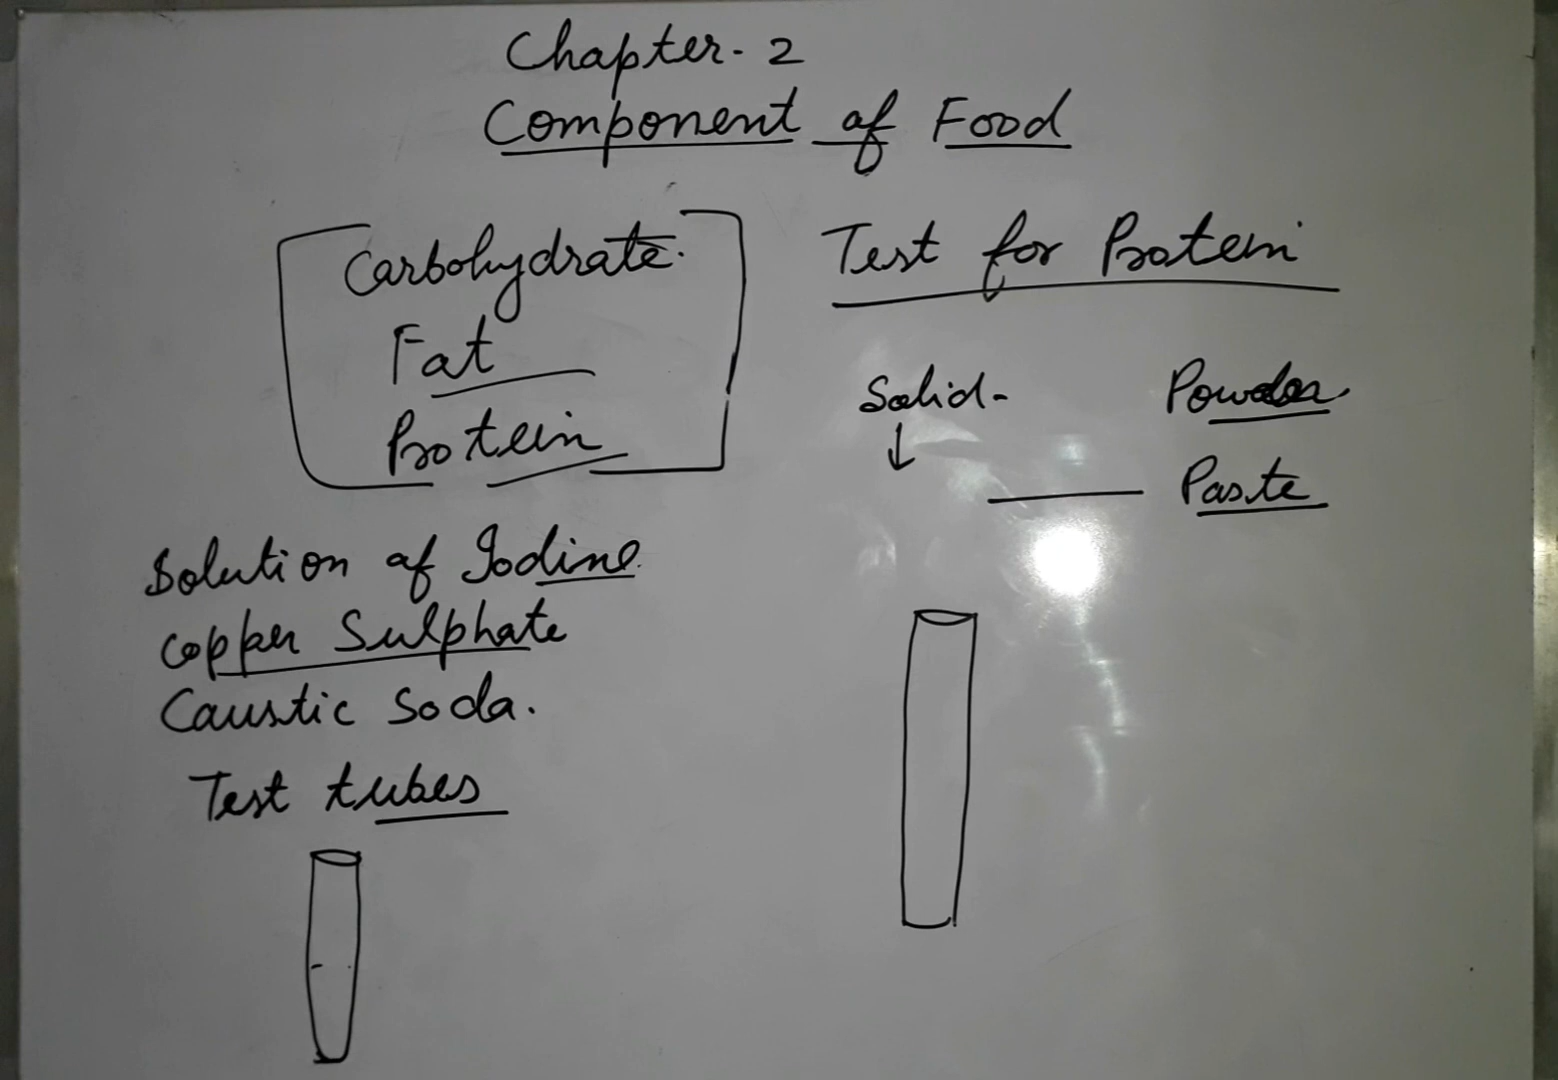 Chapter-2
Component of Food
Carbohydrate.
Fat
Protein
Solution of Iodine
Copper Sulphate
Caustic Soda.
Test tubes
Test for Protein
Solid- Powder.
Paste